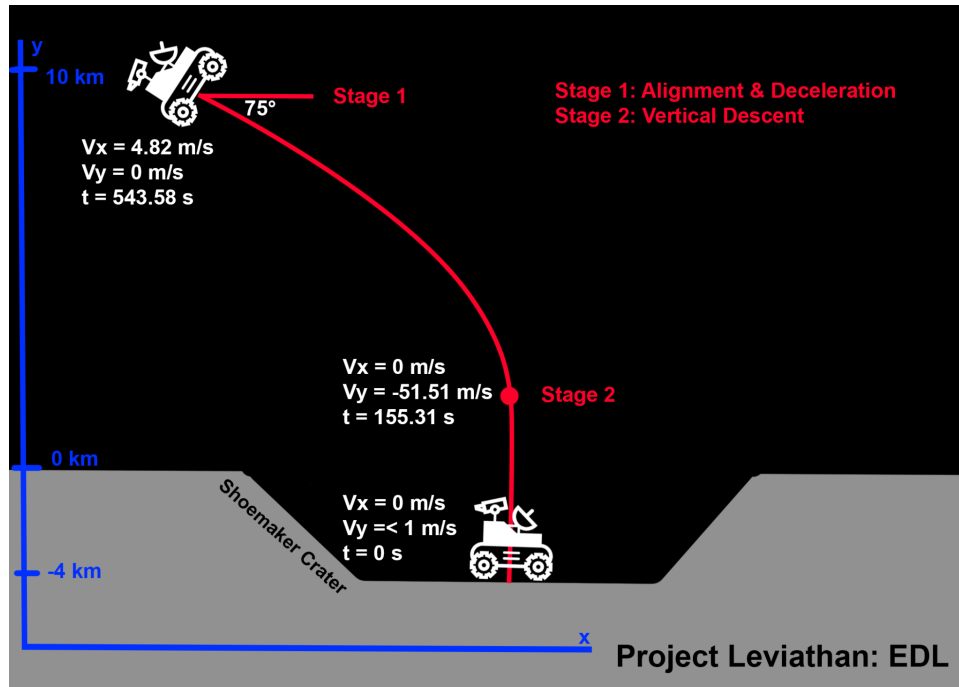 y
10 km
75°
Stage 1
Stage 1: Alignment & Deceleration
Stage 2: Vertical Descent
Vx = 4.82 m/s
Vy = 0 m/s
t = 543.58 s
Vx = 0 m/s
Vy = -51.51 m/s
t = 155.31 s
Stage 2
0 km
Shoemaker Crater
Vx = 0 m/s
Vy =< 1 m/s
t = 0 s
-4 km
x
Project Leviathan: EDL